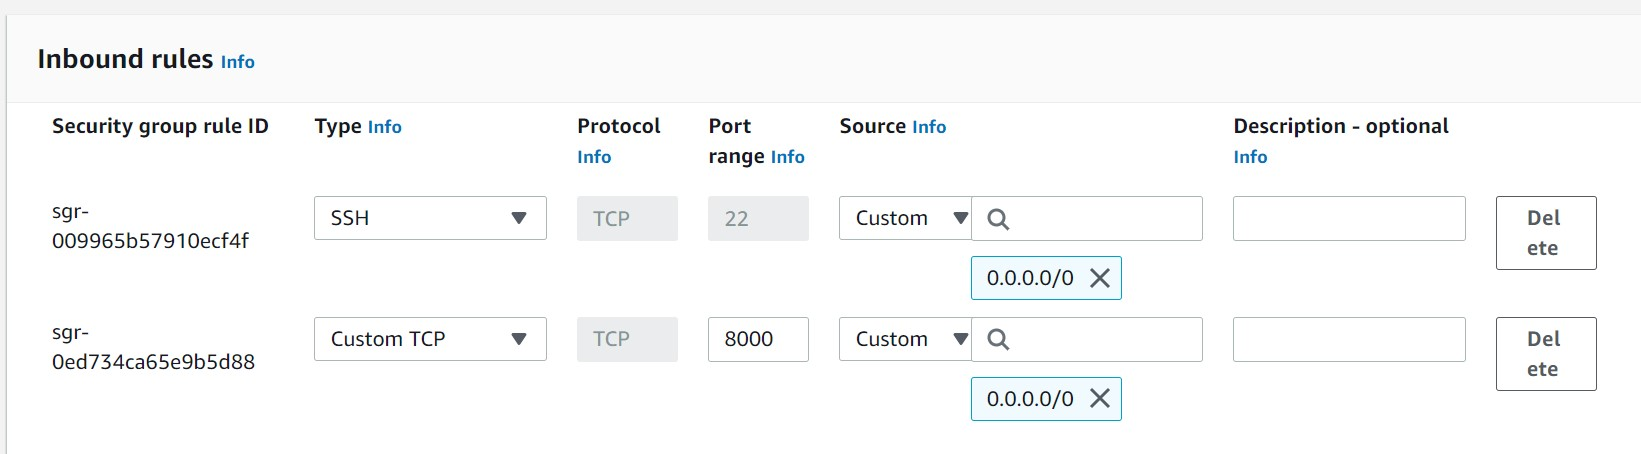 Inbound rules Info
Security group rule ID Type Info Protocol Info Port range Info Source Info Description - optional Info
sgr-009965b57910ecf4f SSH TCP 22 Custom Delete
0.0.0.0/0
sgr-0ed734ca65e9b5d88 Custom TCP TCP 8000 Custom Delete
0.0.0.0/0